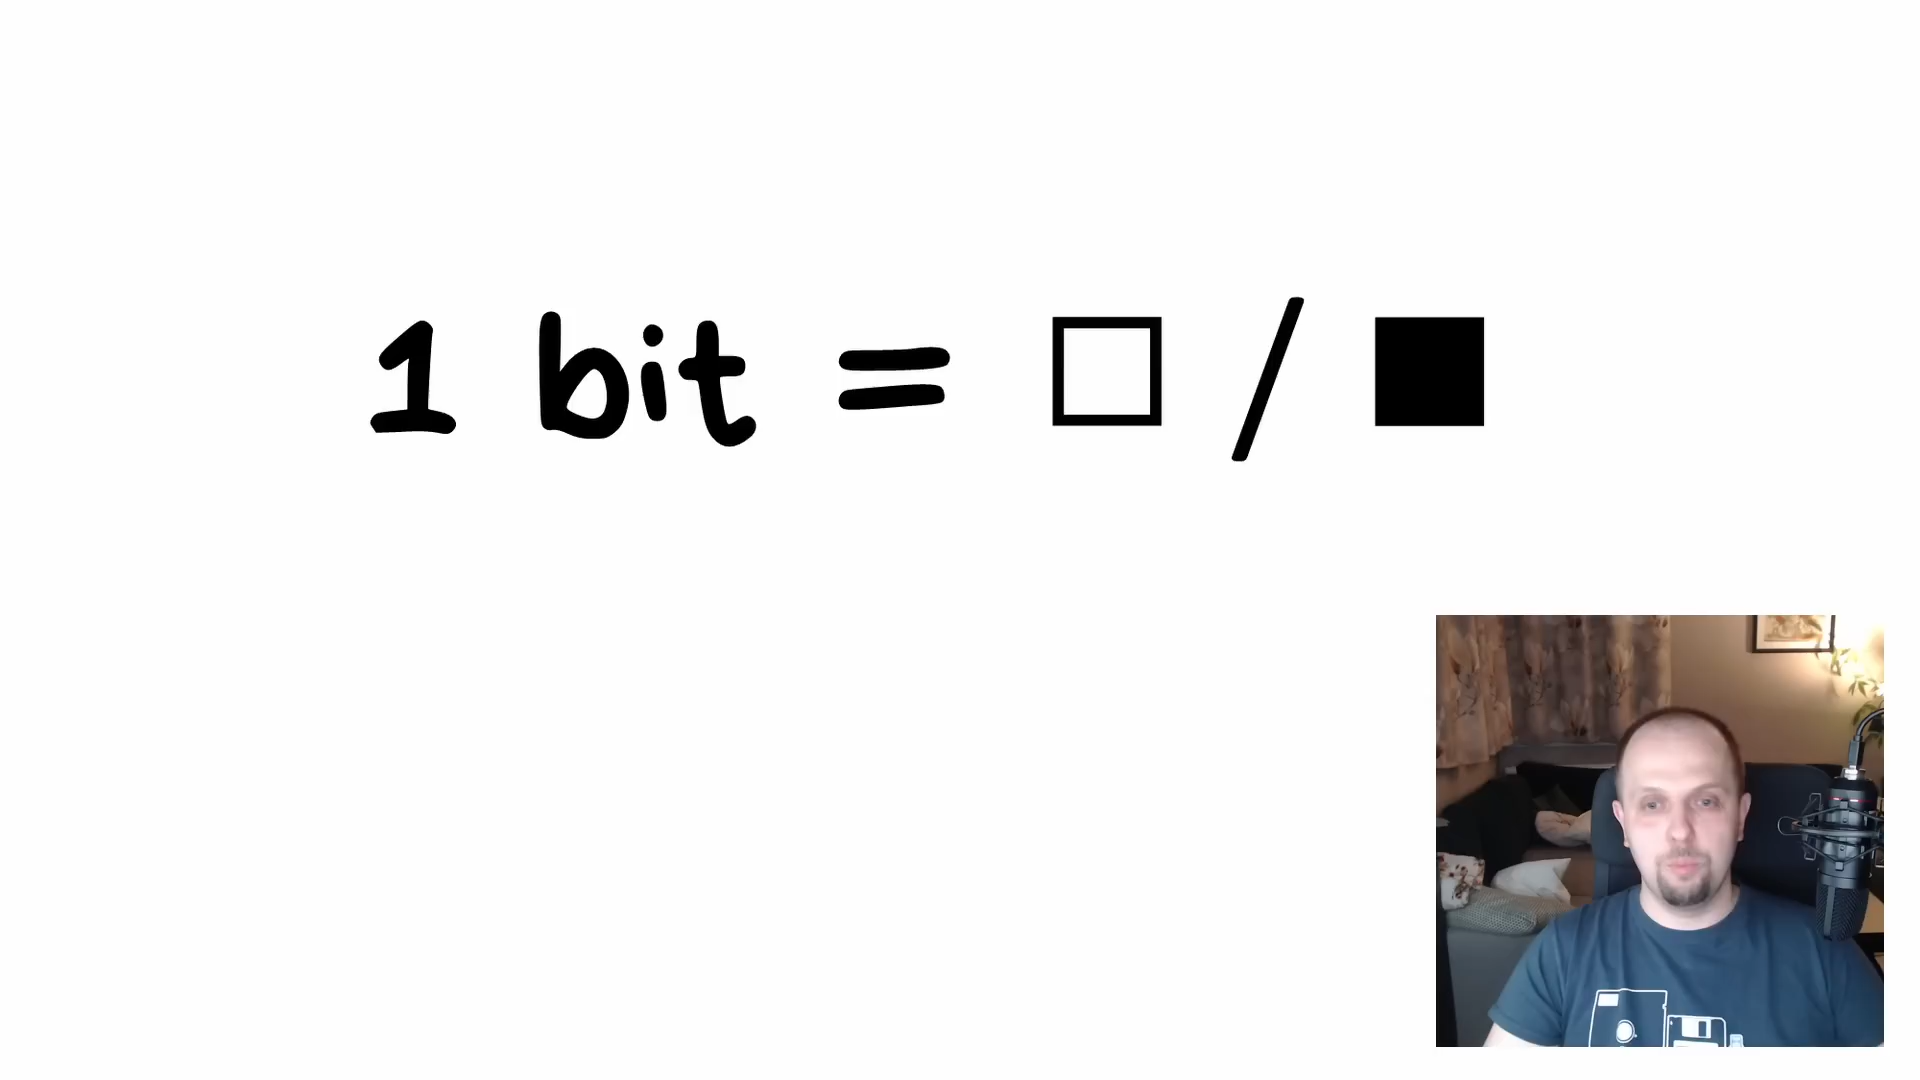 1 bit = □ / ■